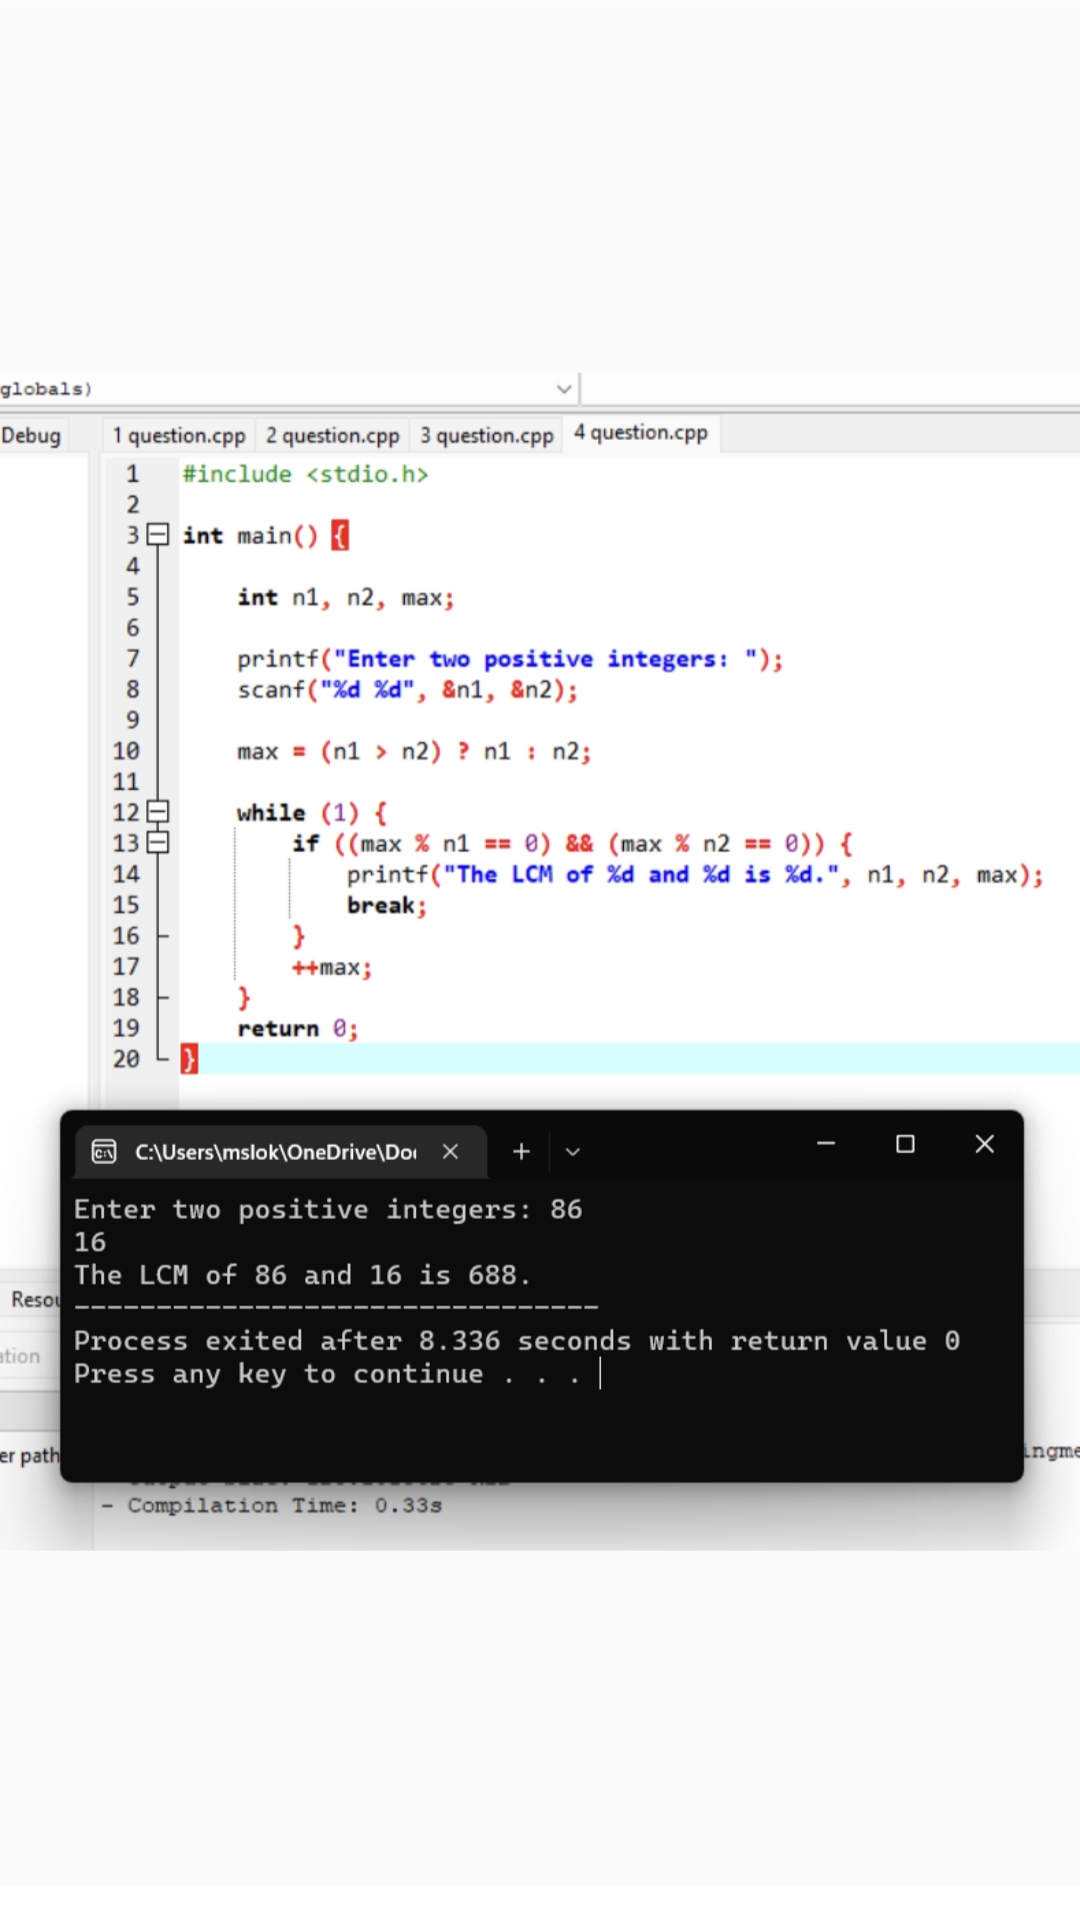 globals)
Debug 1 question.cpp 2 question.cpp 3 question.cpp 4 question.cpp
1 #include <stdio.h>
2
3 int main() {
4
5 int n1, n2, max;
6
7 printf("Enter two positive integers: ");
8 scanf("%d %d", &n1, &n2);
9
10 max = (n1 > n2) ? n1 : n2;
11
12 while (1) {
13 if ((max % n1 == 0) && (max % n2 == 0)) {
14 printf("The LCM of %d and %d is %d.", n1, n2, max);
15 break;
16 }
17 ++max;
18 }
19 return 0;
20 }
C:\Users\mslok\OneDrive\Do
Enter two positive integers: 86
16
The LCM of 86 and 16 is 688.
--------------------------------
Process exited after 8.336 seconds with return value 0
Press any key to continue . . .
Resou
ation
er path
ingme
- Compilation Time: 0.33s